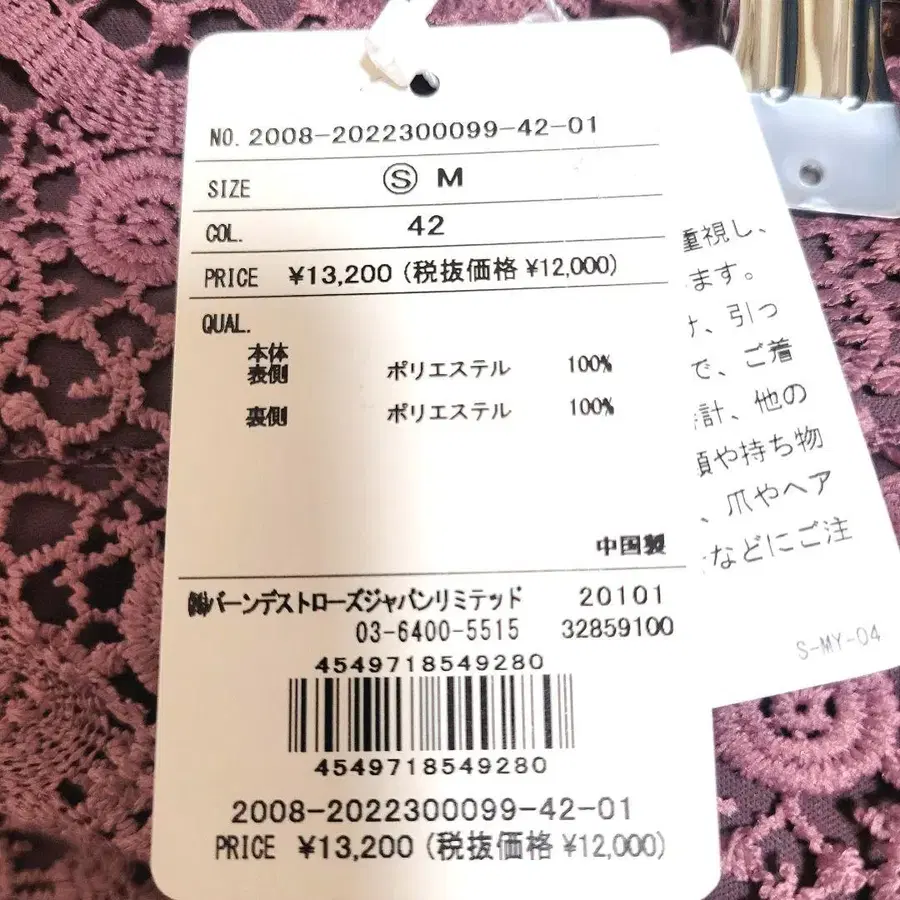 NO. 2008-2022300099-42-01
SIZE Ⓢ M
COL. 42
PRICE ¥13,200 (税抜価格 ¥12,000)
QUAL.
本体
表側 ポリエステル 100%
裏側 ポリエステル 100%
中国製
㈱バーンデストローズジャパンリミテッド 20101
03-6400-5515 32859100
4549718549280
4549718549280
2008-2022300099-42-01
PRICE ¥13,200 (税抜価格 ¥12,000)
重視し、
ます。
、引っ
で、ご着
計、他の
や持ち物
、爪やヘア
などにご注
S-MY-04